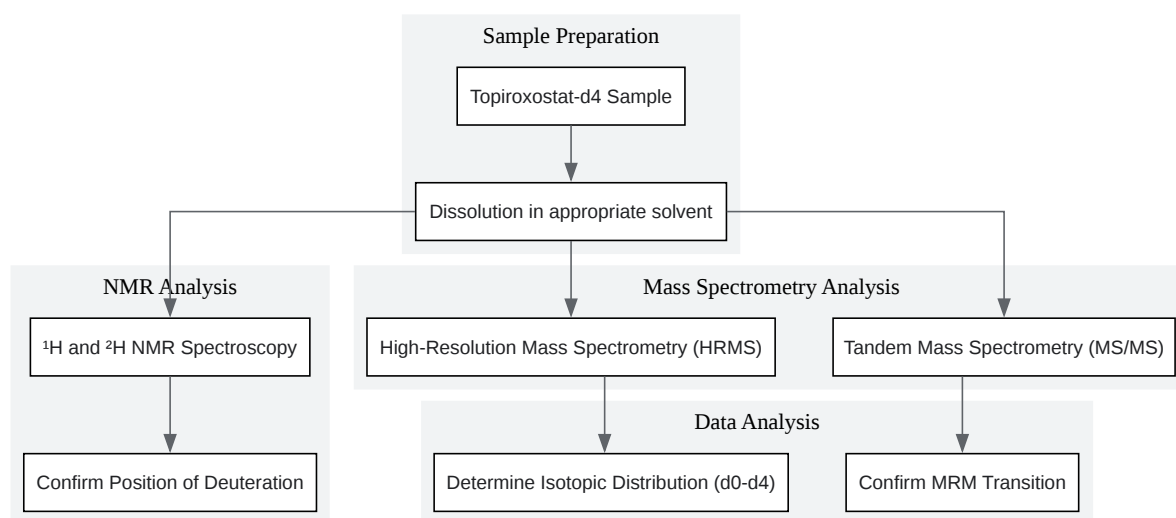 Sample Preparation
Topiroxostat-d4 Sample
Dissolution in appropriate solvent
NMR Analysis
Mass Spectrometry Analysis
¹H and ²H NMR Spectroscopy
High-Resolution Mass Spectrometry (HRMS)
Tandem Mass Spectrometry (MS/MS)
Data Analysis
Confirm Position of Deuteration
Determine Isotopic Distribution (d0-d4)
Confirm MRM Transition